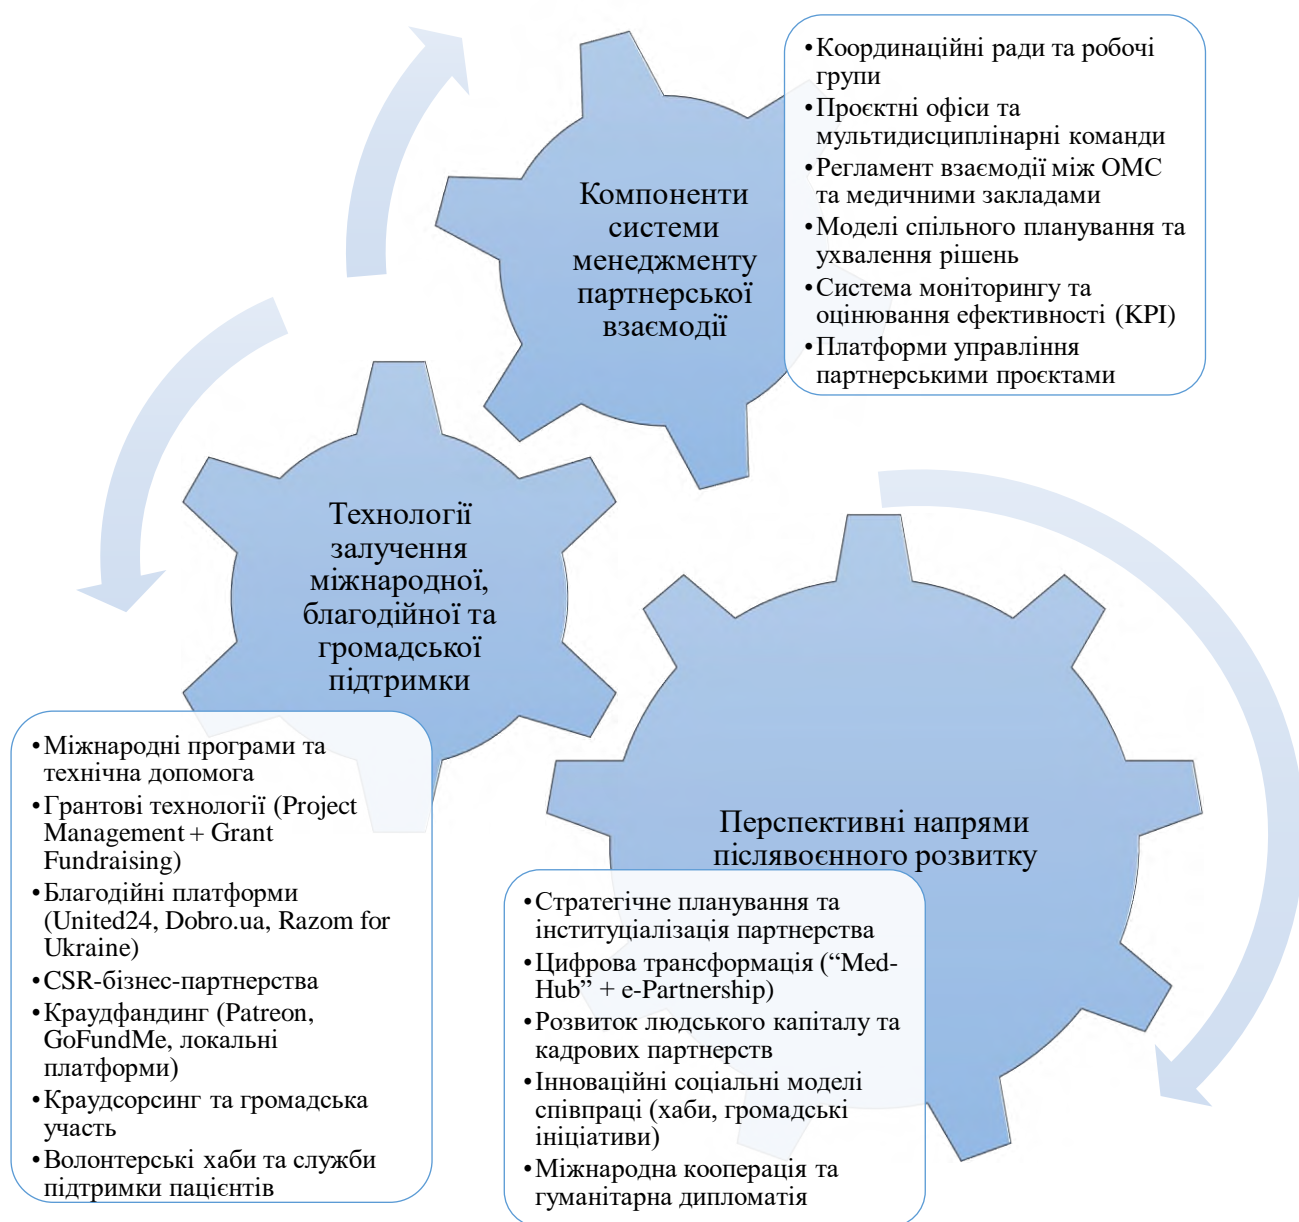 Компоненти
системи
менеджменту
партнерської
взаємодії
•Координаційні ради та робочі
групи
•Проєктні офіси та
мультидисциплінарні команди
•Регламент взаємодії між ОМС
та медичними закладами
•Моделі спільного планування та
ухвалення рішень
•Система моніторингу та
оцінювання ефективності (KPI)
•Платформи управління
партнерськими проєктами
Технології
залучення
міжнародної,
благодійної та
громадської
підтримки
•Міжнародні програми та
технічна допомога
•Грантові технології (Project
Management + Grant
Fundraising)
•Благодійні платформи
(United24, Dobro.ua, Razom for
Ukraine)
•CSR-бізнес-партнерства
•Краудфандинг (Patreon,
GoFundMe, локальні
платформи)
•Краудсорсинг та громадська
участь
•Волонтерські хаби та служби
підтримки пацієнтів
Перспективні напрями
післявоєнного розвитку
•Стратегічне планування та
інституціалізація партнерства
•Цифрова трансформація (“Med-
Hub” + e-Partnership)
•Розвиток людського капіталу та
кадрових партнерств
•Інноваційні соціальні моделі
співпраці (хаби, громадські
ініціативи)
•Міжнародна кооперація та
гуманітарна дипломатія